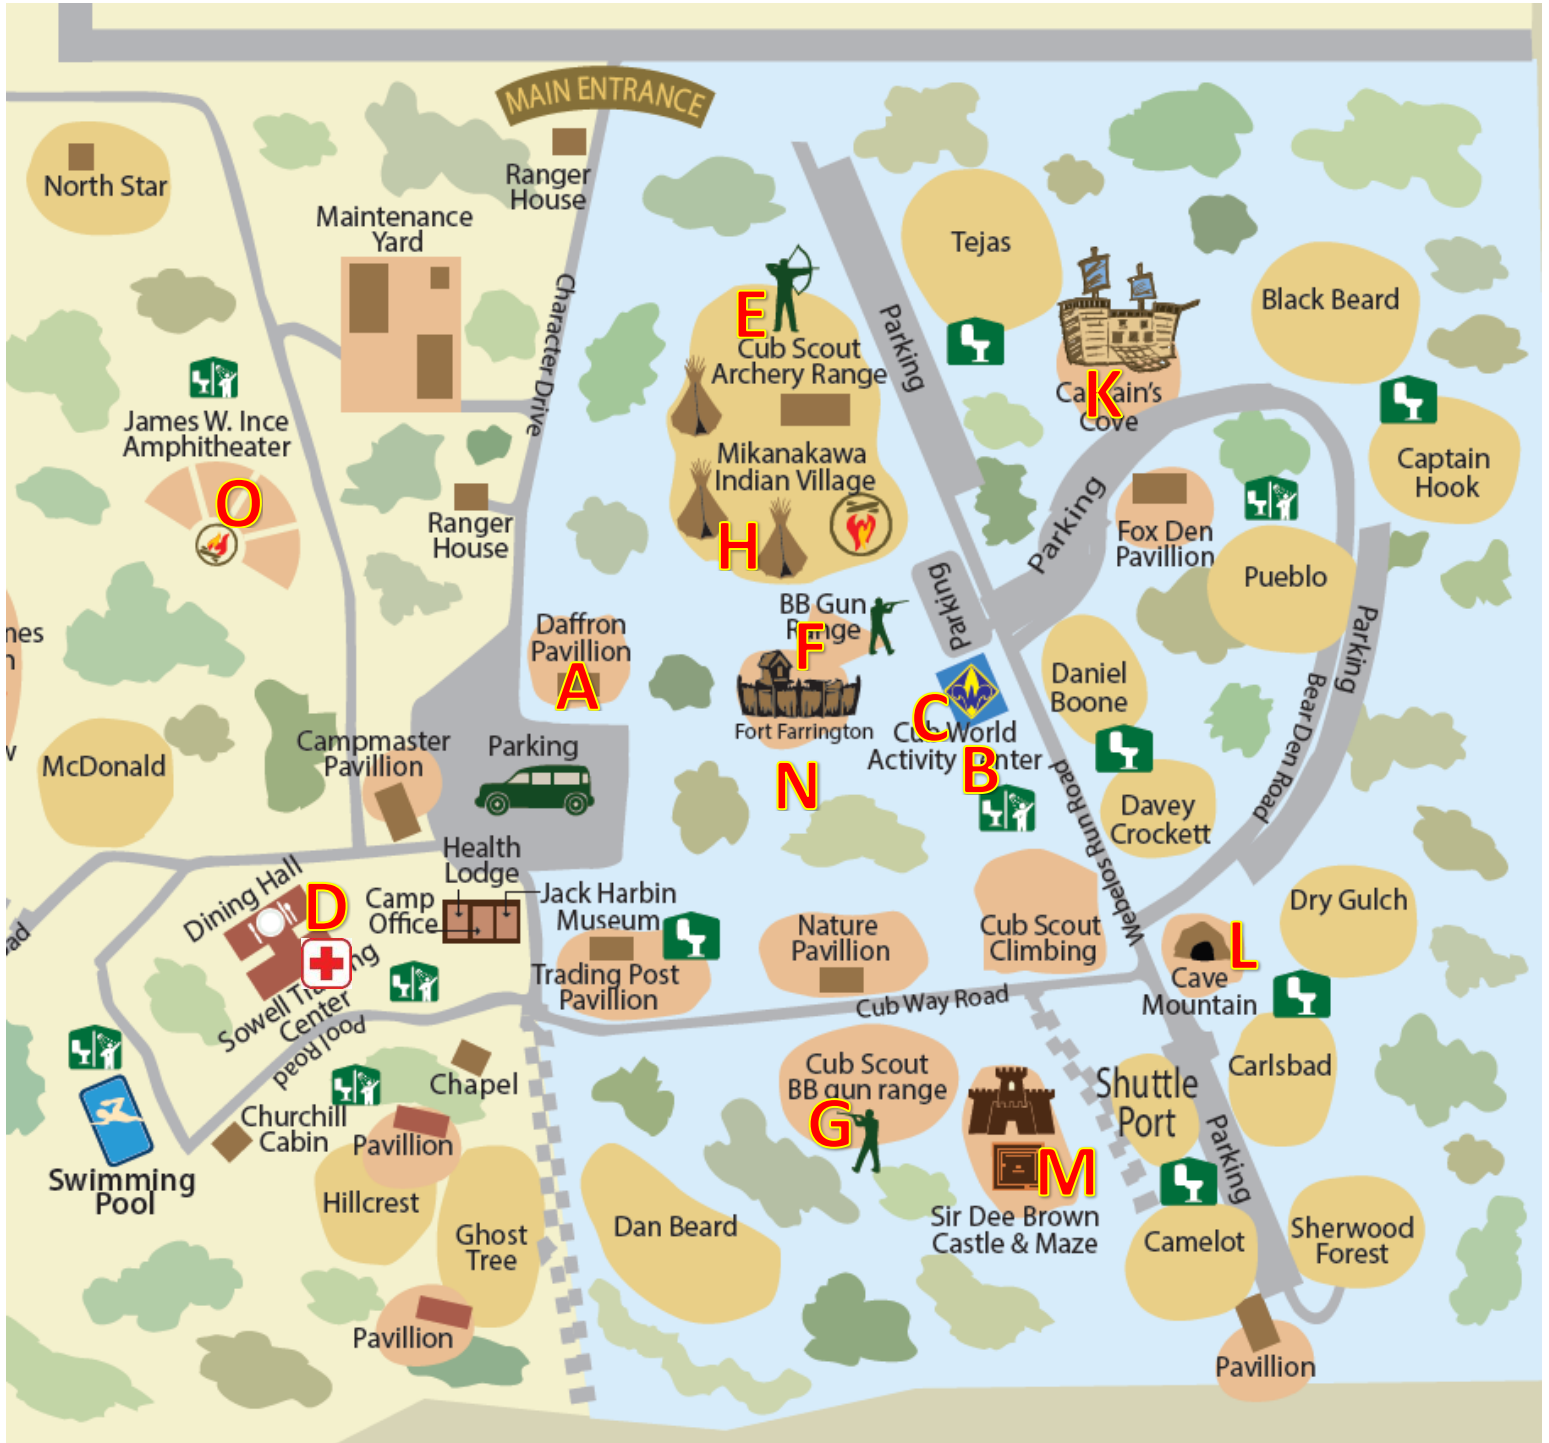 MAIN ENTRANCE
North Star
Ranger
House
Maintenance
Yard
Character Drive
Tejas
Black Beard
Parking
E
Cub Scout
Archery Range
K
Captain's
Cove
James W. Ince
Amphitheater
O
Mikanakawa
Indian Village
H
Captain
Hook
Ranger
House
Parking
Fox Den
Pavillion
Pueblo
Parking
BB Gun
Range
F
Daffron
Pavillion
A
Parking
Daniel
Boone
Bear Den Road
Fort Farrington
C
Cub World
Activity Center
B
N
McDonald
Campmaster
Pavillion
Parking
Webelos Run Road
Davey
Crockett
Health
Lodge
Camp
Office
Jack Harbin
Museum
Dining Hall
D
Sowell
Center
Pool Road
Trading Post
Pavillion
Nature
Pavillion
Cub Scout
Climbing
Dry Gulch
L
Cave
Mountain
Cub Way Road
Cub Scout
BB gun range
G
Shuttle
Port
Carlsbad
Parking
Chapel
Churchill
Cabin
Pavillion
Swimming
Pool
Hillcrest
Ghost
Tree
Dan Beard
M
Sir Dee Brown
Castle & Maze
Camelot
Sherwood
Forest
Pavillion
Pavillion